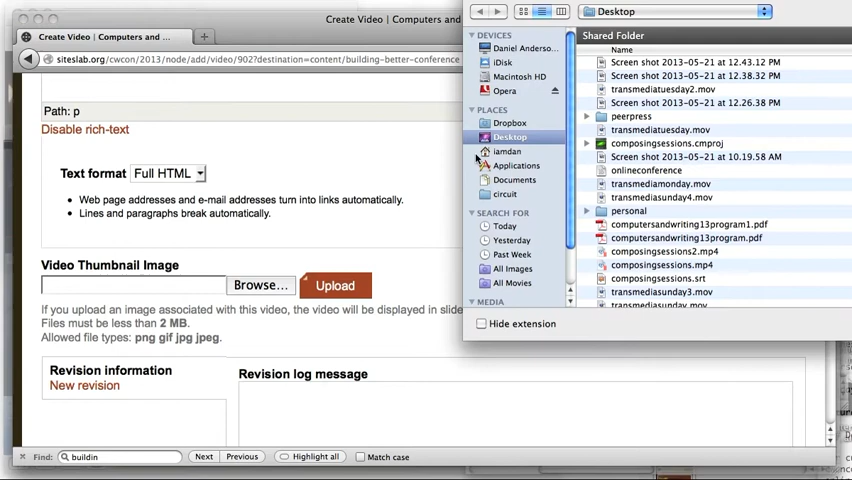 Create Video | Computers and
Create Video | Computers and ...
siteslab.org/cwcon/2013/node/add/video/902?destination=content/building-better-conference
Path: p
Disable rich-text
Text format Full HTML
Web page addresses and e-mail addresses turn into links automatically.
Lines and paragraphs break automatically.
Video Thumbnail Image
Browse... Upload
If you upload an image associated with this video, the video will be displayed in slide
Files must be less than 2 MB.
Allowed file types: png gif jpg jpeg.
Revision information
New revision
Revision log message
Find: buildin Next Previous Highlight all Match case
Desktop
DEVICES
Daniel Anderso...
iDisk
Macintosh HD
Opera
PLACES
Dropbox
Desktop
iamdan
Applications
Documents
circuit
SEARCH FOR
Today
Yesterday
Past Week
All Images
All Movies
MEDIA
Shared Folder
Name
Screen shot 2013-05-21 at 12.43.12 PM
Screen shot 2013-05-21 at 12.38.32 PM
transmediatuesday2.mov
Screen shot 2013-05-21 at 12.26.38 PM
peerpress
transmediatuesday.mov
composingsessions.cmproj
Screen shot 2013-05-21 at 10.19.58 AM
onlineconference
transmediamonday.mov
transmediasunday4.mov
personal
computersandwriting13program1.pdf
computersandwriting13program.pdf
composingsessions2.mp4
composingsessions.mp4
composingsessions.srt
transmediasunday3.mov
transmediasunday.mov
Hide extension